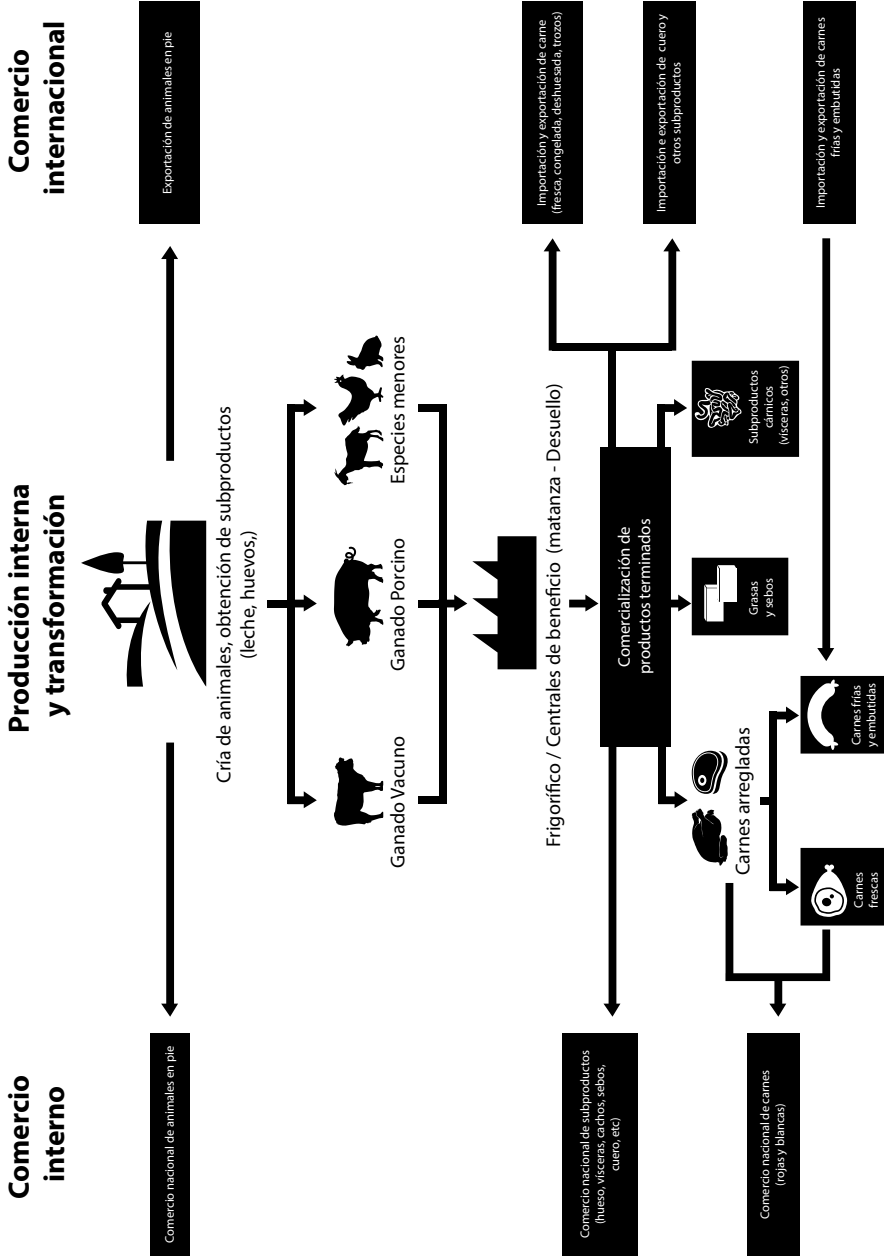 Comercio
interno
Producción interna
y transformación
Comercio
internacional
Comercio nacional de animales en pie
Exportación de animales en pie
Cría de animales, obtención de subproductos
(leche, huevos,)
Ganado Vacuno
Ganado Porcino
Especies menores
Frigorífico / Centrales de beneficio (matanza - Desuello)
Comercio nacional de subproductos
(hueso, vísceras, cachos, sebos,
cuero, etc)
Comercialización de
productos terminados
Importación y exportación de carne
(fresca, congelada, deshuesada, trozos)
Importación e exportación de cuero y
otros subproductos
Carnes arregladas
Grasas
y sebos
Subproductos
cárnicos
(vísceras, otros)
Comercio nacional de carnes
(rojas y blancas)
Carnes
frescas
Carnes frías
y embutidas
Importación y exportación de carnes
frías y embutidas